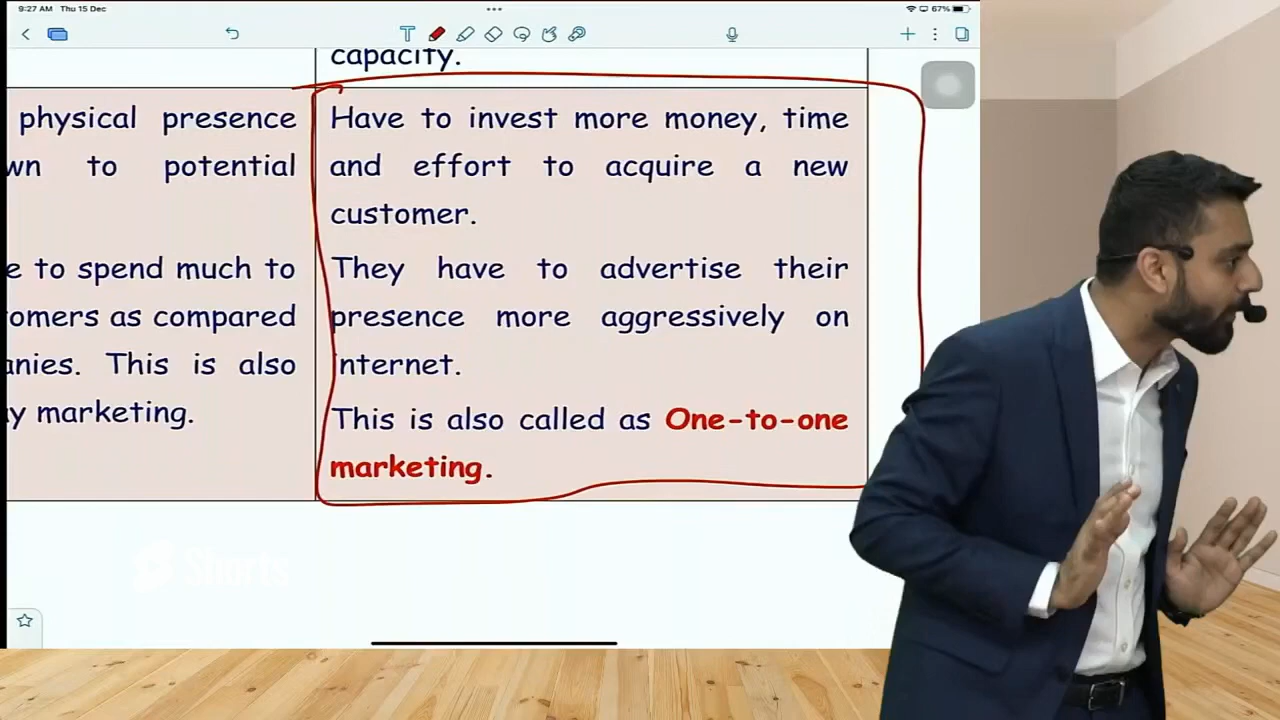 9:27 AM Thu 15 Dec
67%
capacity.
physical presence
wn to potential
e to spend much to
omers as compared
anies. This is also
y marketing.
Have to invest more money, time
and effort to acquire a new
customer.
They have to advertise their
presence more aggressively on
internet.
This is also called as One-to-one
marketing.
Shorts